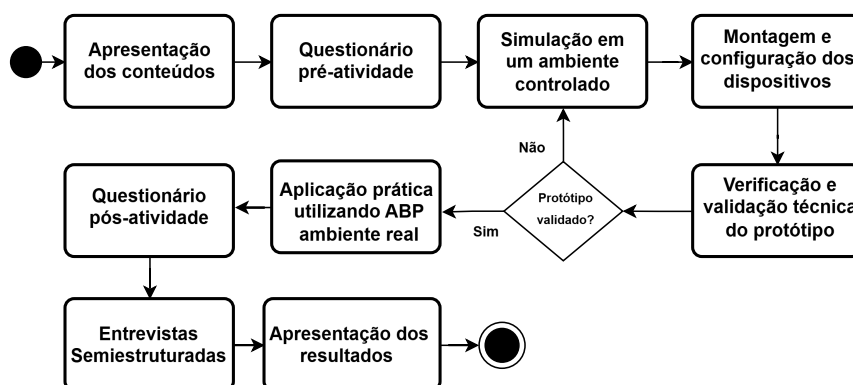 Apresentação
dos conteúdos
Questionário
pré-atividade
Simulação em
um ambiente
controlado
Montagem e
configuração dos
dispositivos
Verificação e
validação técnica
do protótipo
Protótipo
validado?
Não
Sim
Aplicação prática
utilizando ABP
ambiente real
Questionário
pós-atividade
Entrevistas
Semiestruturadas
Apresentação dos
resultados